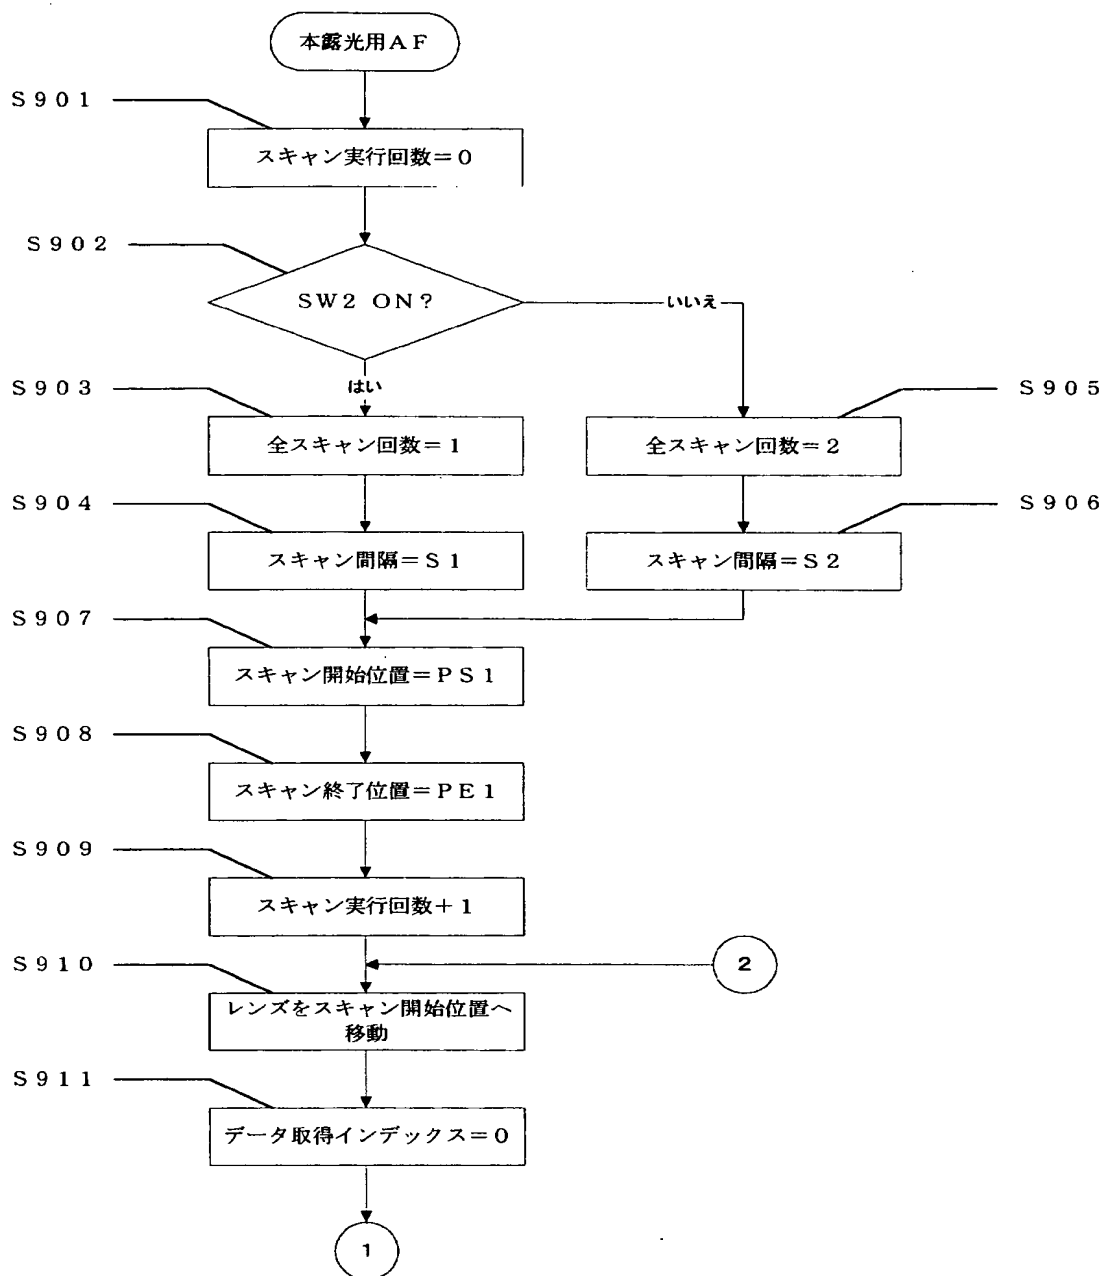 本露光用ＡＦ
Ｓ９０１
スキャン実行回数＝０
Ｓ９０２
ＳＷ２ ＯＮ？
いいえ
はい
Ｓ９０３
全スキャン回数＝１
Ｓ９０５
全スキャン回数＝２
Ｓ９０４
スキャン間隔＝Ｓ１
Ｓ９０６
スキャン間隔＝Ｓ２
Ｓ９０７
スキャン開始位置＝ＰＳ１
Ｓ９０８
スキャン終了位置＝ＰＥ１
Ｓ９０９
スキャン実行回数＋１
Ｓ９１０
２
レンズをスキャン開始位置へ
移動
Ｓ９１１
データ取得インデックス＝０
１